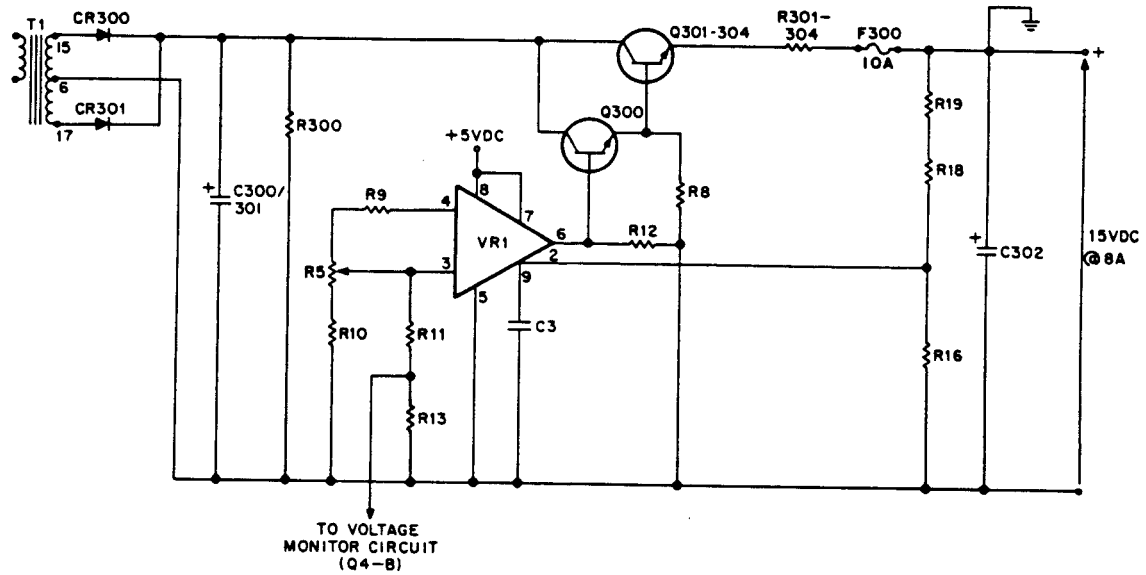 T1
15
6
17
CR300
CR301
R300
+
C300/
301
Q301-304
R301-
304
F300
10A
+
Q300
+5VDC
R19
R18
R9
4
8
7
VR1
6
2
R12
R8
+
C302
15VDC
@8A
R5
3
5
9
C3
R10
R11
R16
R13
TO VOLTAGE
MONITOR CIRCUIT
(Q4-B)